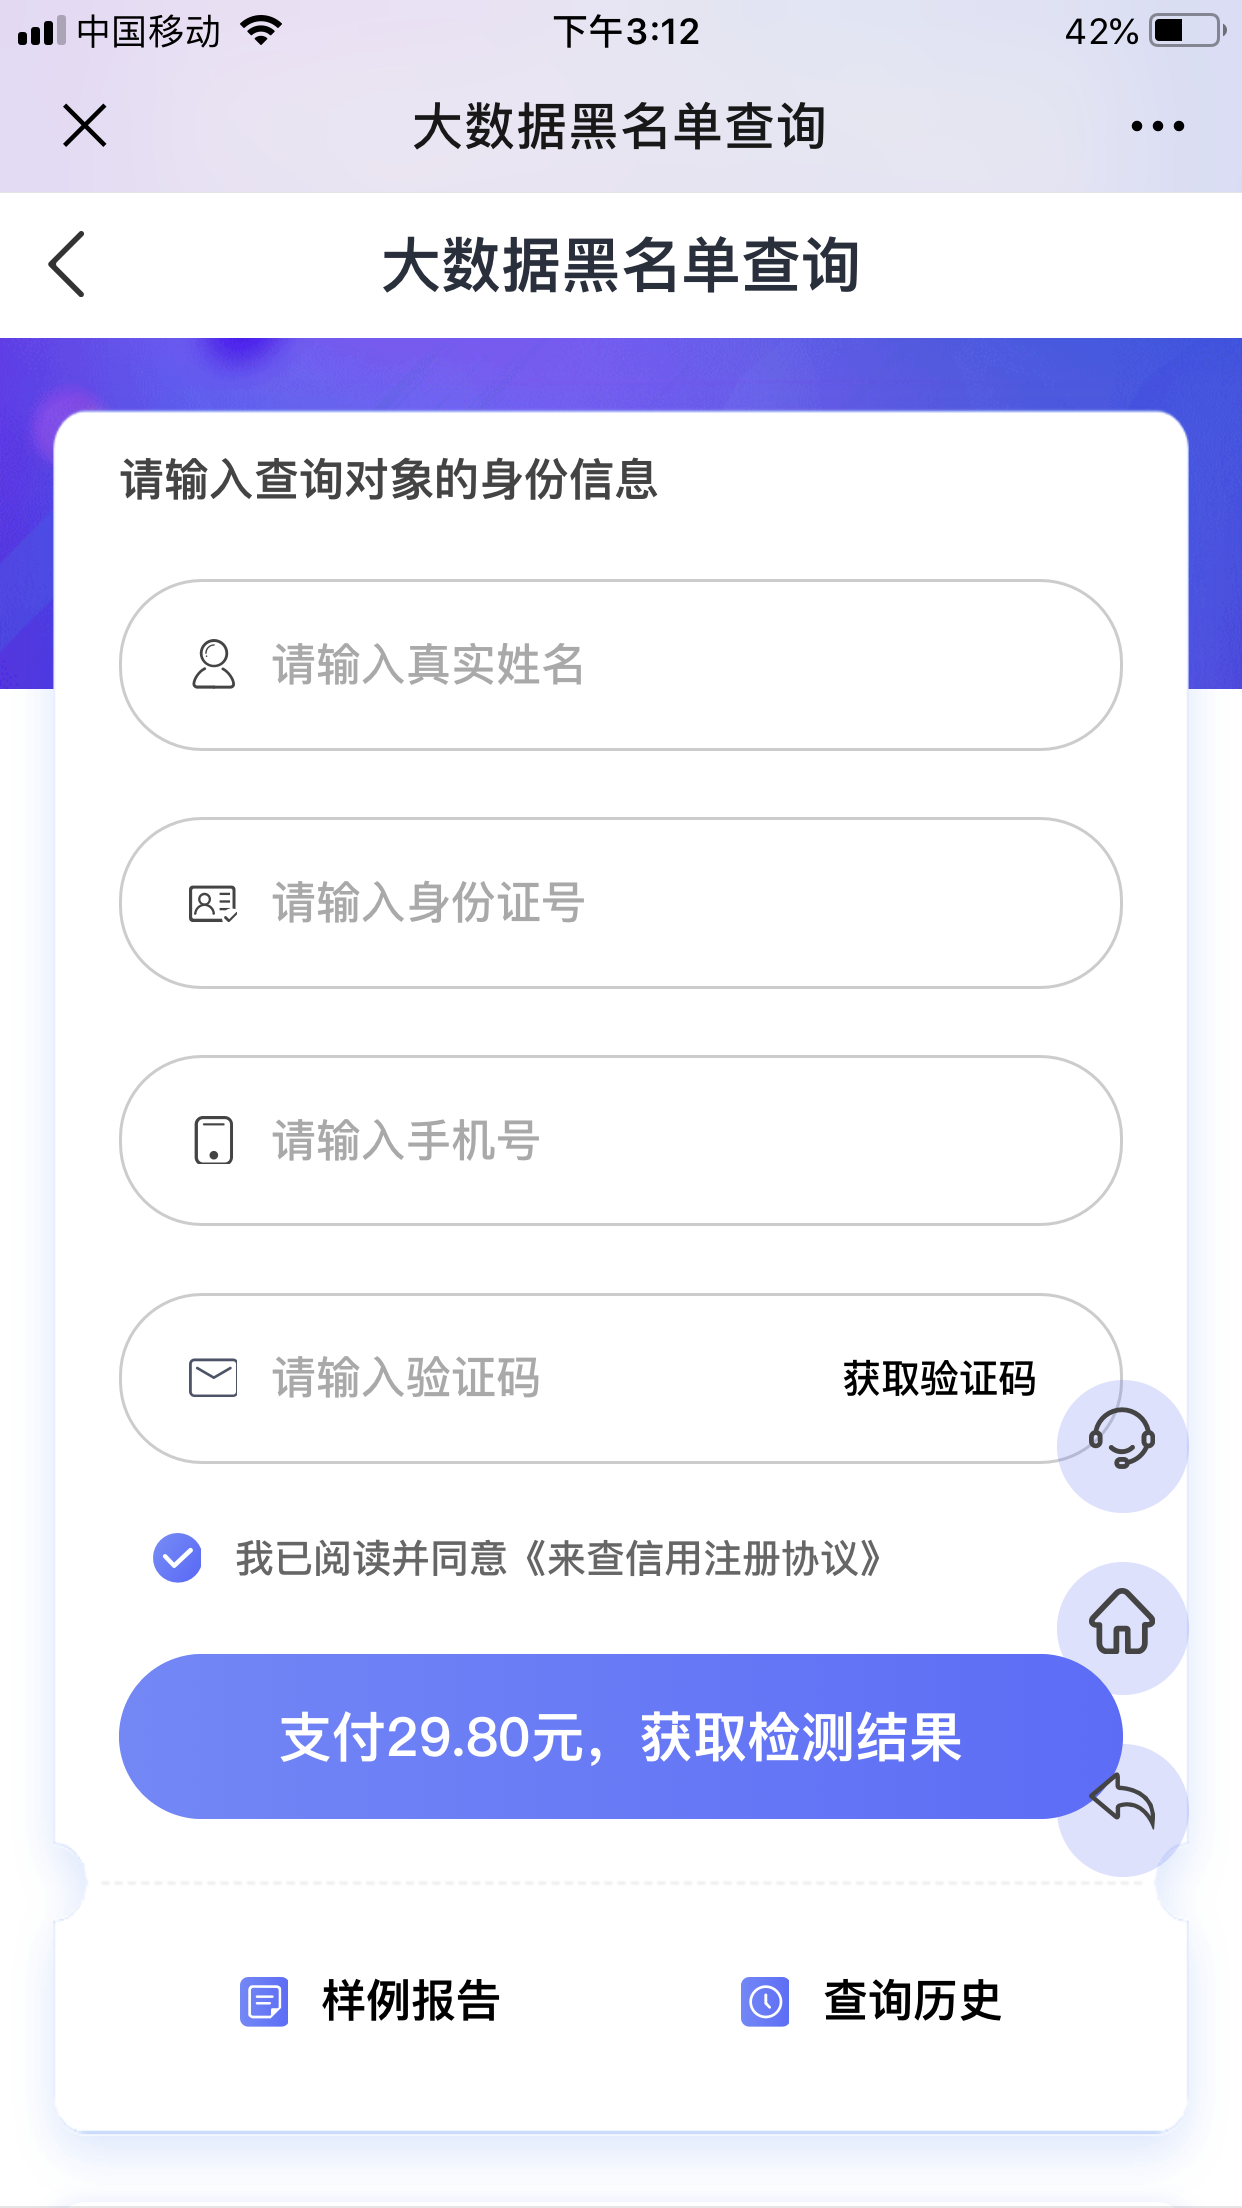 中国移动
下午3:12
42%
大数据黑名单查询
大数据黑名单查询
请输入查询对象的身份信息
请输入真实姓名
请输入身份证号
请输入手机号
请输入验证码 获取验证码
我已阅读并同意《来查信用注册协议》
支付29.80元，获取检测结果
样例报告 查询历史